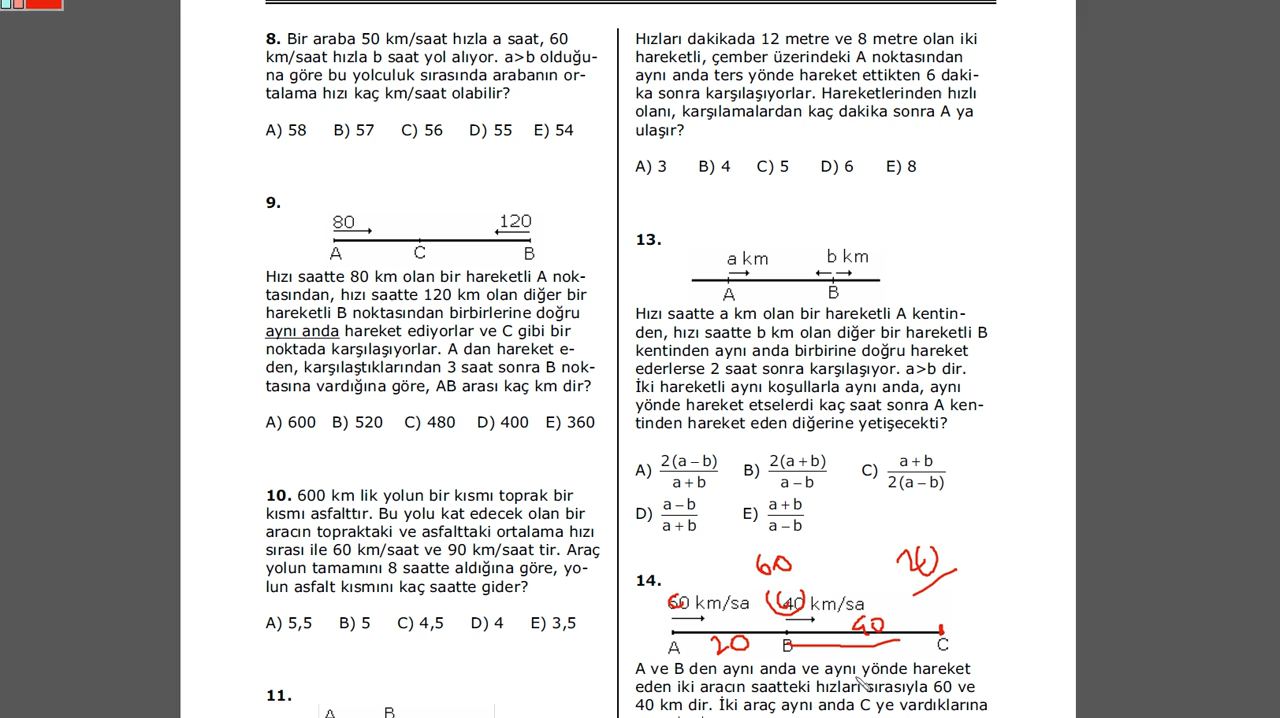 8. Bir araba 50 km/saat hızla a saat, 60
km/saat hızla b saat yol alıyor. a>b olduğu-
na göre bu yolculuk sırasında arabanın or-
talama hızı kaç km/saat olabilir?
A) 58 B) 57 C) 56 D) 55 E) 54
9.
80 120
A C B
Hızı saatte 80 km olan bir hareketli A nok-
tasından, hızı saatte 120 km olan diğer bir
hareketli B noktasından birbirlerine doğru
aynı anda hareket ediyorlar ve C gibi bir
noktada karşılaşıyorlar. A dan hareket e-
den, karşılaştıklarından 3 saat sonra B nok-
tasına vardığına göre, AB arası kaç km dir?
A) 600 B) 520 C) 480 D) 400 E) 360
10. 600 km lik yolun bir kısmı toprak bir
kısmı asfalttır. Bu yolu kat edecek olan bir
aracın topraktaki ve asfalttaki ortalama hızı
sırası ile 60 km/saat ve 90 km/saat tir. Araç
yolun tamamını 8 saatte aldığına göre, yo-
lun asfalt kısmını kaç saatte gider?
A) 5,5 B) 5 C) 4,5 D) 4 E) 3,5
11.
A B
Hızları dakikada 12 metre ve 8 metre olan iki
hareketli, çember üzerindeki A noktasından
aynı anda ters yönde hareket ettikten 6 daki-
ka sonra karşılaşıyorlar. Hareketlerinden hızlı
olanı, karşılamalardan kaç dakika sonra A ya
ulaşır?
A) 3 B) 4 C) 5 D) 6 E) 8
13.
a km b km
A B
Hızı saatte a km olan bir hareketli A kentin-
den, hızı saatte b km olan diğer bir hareketli B
kentinden aynı anda birbirine doğru hareket
ederlerse 2 saat sonra karşılaşıyor. a>b dir.
İki hareketli aynı koşullarla aynı anda, aynı
yönde hareket etselerdi kaç saat sonra A ken-
tinden hareket eden diğerine yetişecekti?
A) 2(a – b) / a + b B) 2(a + b) / a – b C) a + b / 2(a – b)
D) a – b / a + b E) a + b / a – b
60
14.
60 km/sa 40 km/sa
40
A 20 B C
A ve B den aynı anda ve aynı yönde hareket
eden iki aracın saatteki hızları sırasıyla 60 ve
40 km dir. İki araç aynı anda C ye vardıklarına